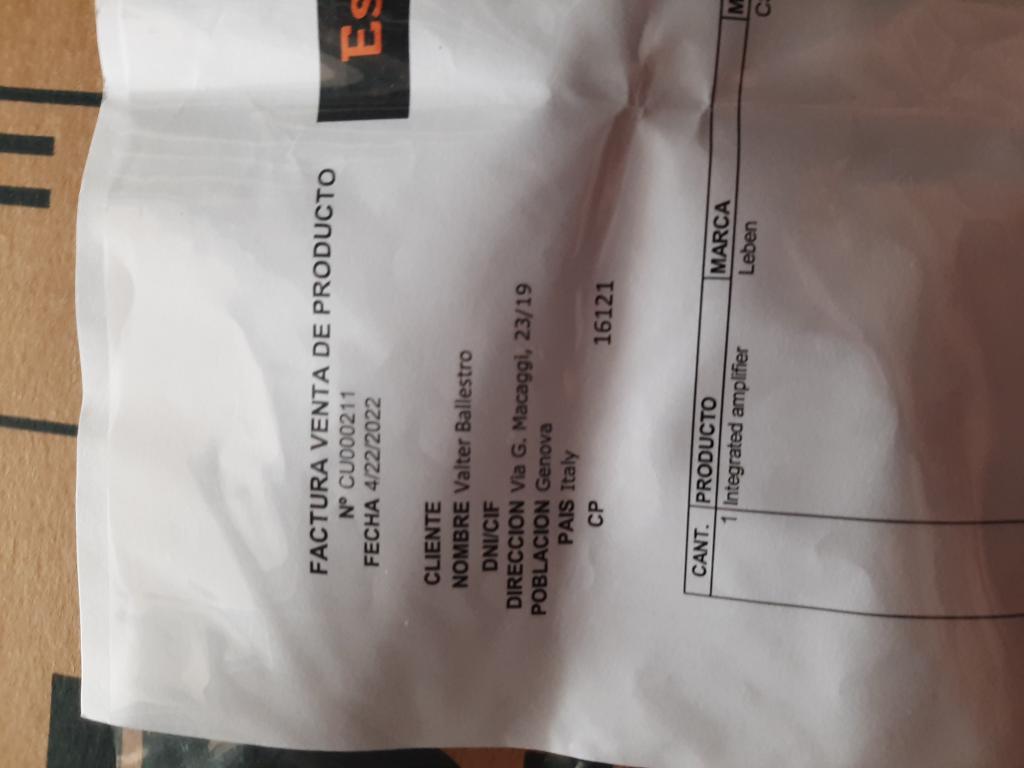 Es
FACTURA VENTA DE PRODUCTO
Nº CU000211
FECHA 4/22/2022
CLIENTE
NOMBRE Valter Ballestro
DNI/CIF
DIRECCION Via G. Macaggi, 23/19
POBLACION Genova
PAIS Italy
CP 16121
CANT. PRODUCTO MARCA M
1 Integrated amplifier Leben C